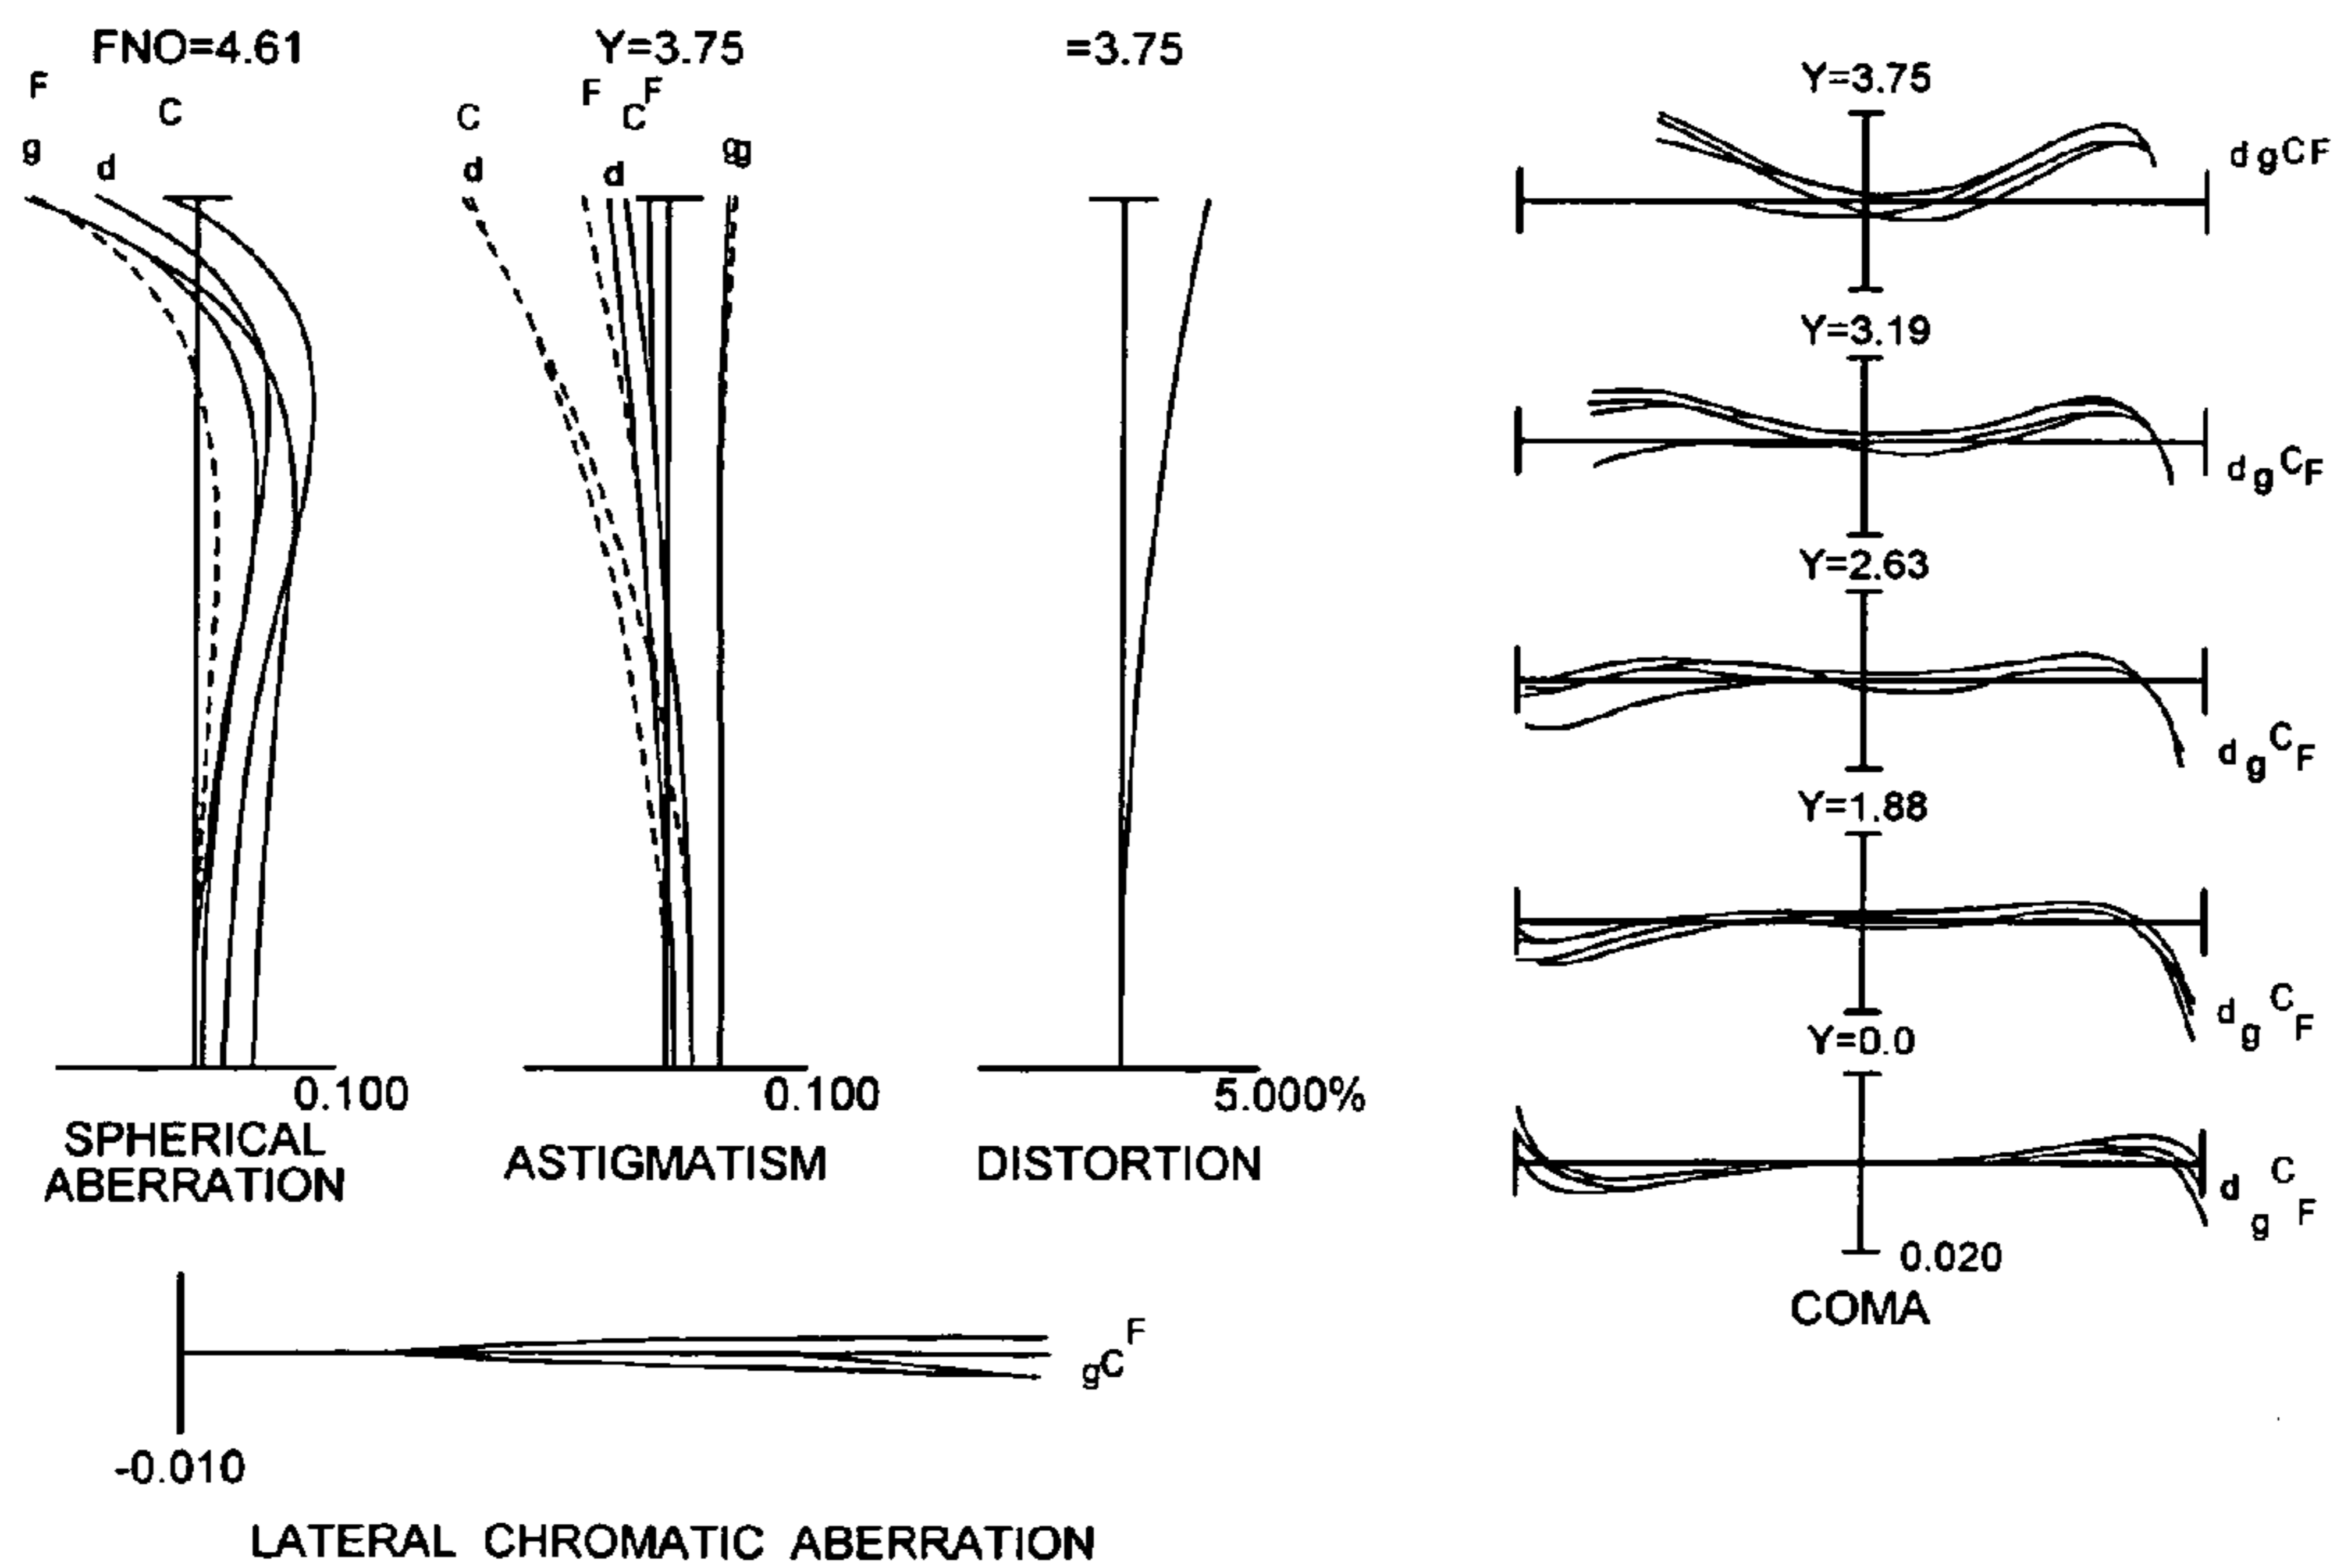 FNO=4.61
F
C
g
d
0.100
SPHERICAL
ABERRATION
Y=3.75
F
F
C
C
d
d
gg
0.100
ASTIGMATISM
=3.75
5.000%
DISTORTION
Y=3.75
d g C F
Y=3.19
d g C F
Y=2.63
d g C F
Y=1.88
d g C F
Y=0.0
d g C F
0.020
COMA
F
g C
-0.010
LATERAL CHROMATIC ABERRATION